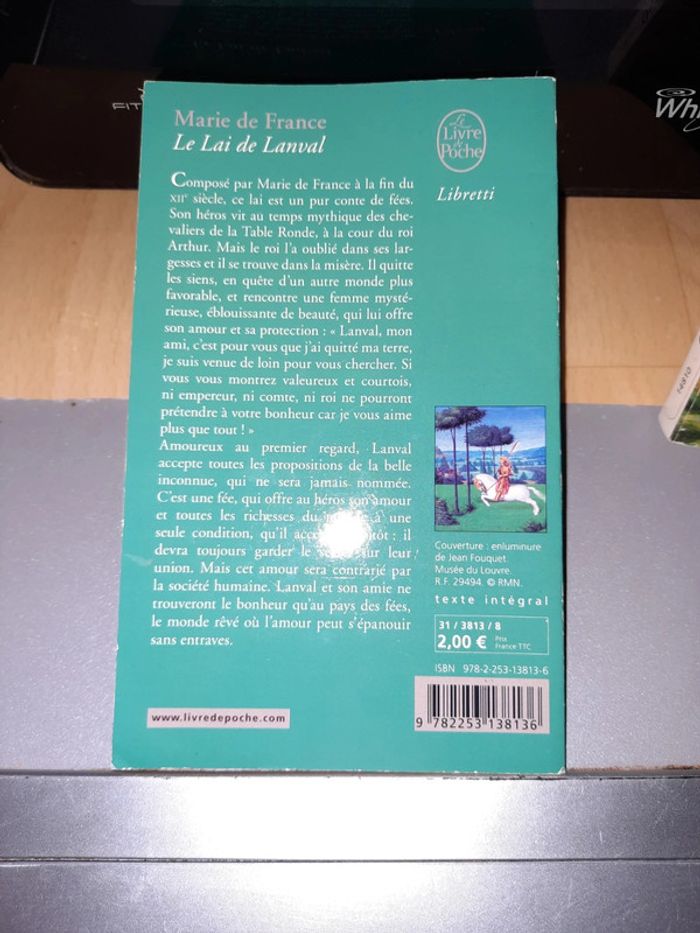 FIT
Wh
Marie de France
Le Lai de Lanval
Le
Livre
de
Poche
Libretti
Composé par Marie de France à la fin du
XIIe siècle, ce lai est un pur conte de fées.
Son héros vit au temps mythique des che-
valiers de la Table Ronde, à la cour du roi
Arthur. Mais le roi l'a oublié dans ses lar-
gesses et il se trouve dans la misère. Il quitte
les siens, en quête d'un autre monde plus
favorable, et rencontre une femme mysté-
rieuse, éblouissante de beauté, qui lui offre
son amour et sa protection : « Lanval, mon
ami, c'est pour vous que j'ai quitté ma terre,
je suis venue de loin pour vous chercher. Si
vous vous montrez valeureux et courtois,
ni empereur, ni comte, ni roi ne pourront
prétendre à votre bonheur car je vous aime
plus que tout ! »
Amoureux au premier regard, Lanval
accepte toutes les propositions de la belle
inconnue, qui ne sera jamais nommée.
C'est une fée, qui offre au héros son amour
et toutes les richesses du à une
seule condition, qu'il : il
devra toujours garder le sur leur
union. Mais cet amour sera contrarié par
la société humaine. Lanval et son amie ne
trouveront le bonheur qu'au pays des fées,
le monde rêvé où l'amour peut s'épanouir
sans entraves.
Couverture : enluminure
de Jean Fouquet
Musée du Louvre.
R.F. 29494. © RMN.
texte intégral
31 / 3813 / 8
2,00 € Prix
France TTC
ISBN 978-2-253-13813-6
9 782253 138136
www.livredepoche.com
14810